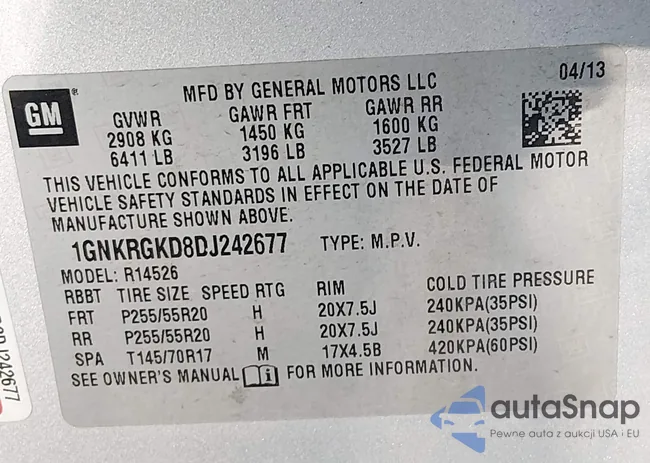 GM ®
MFD BY GENERAL MOTORS LLC 04/13
GVWR GAWR FRT GAWR RR
2908 KG 1450 KG 1600 KG
6411 LB 3196 LB 3527 LB
THIS VEHICLE CONFORMS TO ALL APPLICABLE U.S. FEDERAL MOTOR
VEHICLE SAFETY STANDARDS IN EFFECT ON THE DATE OF
MANUFACTURE SHOWN ABOVE.
1GNKRGKD8DJ242677 TYPE: M.P.V.
MODEL: R14526
RBBT TIRE SIZE SPEED RTG RIM COLD TIRE PRESSURE
FRT P255/55R20 H 20X7.5J 240KPA(35PSI)
RR P255/55R20 H 20X7.5J 240KPA(35PSI)
SPA T145/70R17 M 17X4.5B 420KPA(60PSI)
SEE OWNER'S MANUAL FOR MORE INFORMATION.
J242677
autaSnap
Pewne auta z aukcji USA i EU